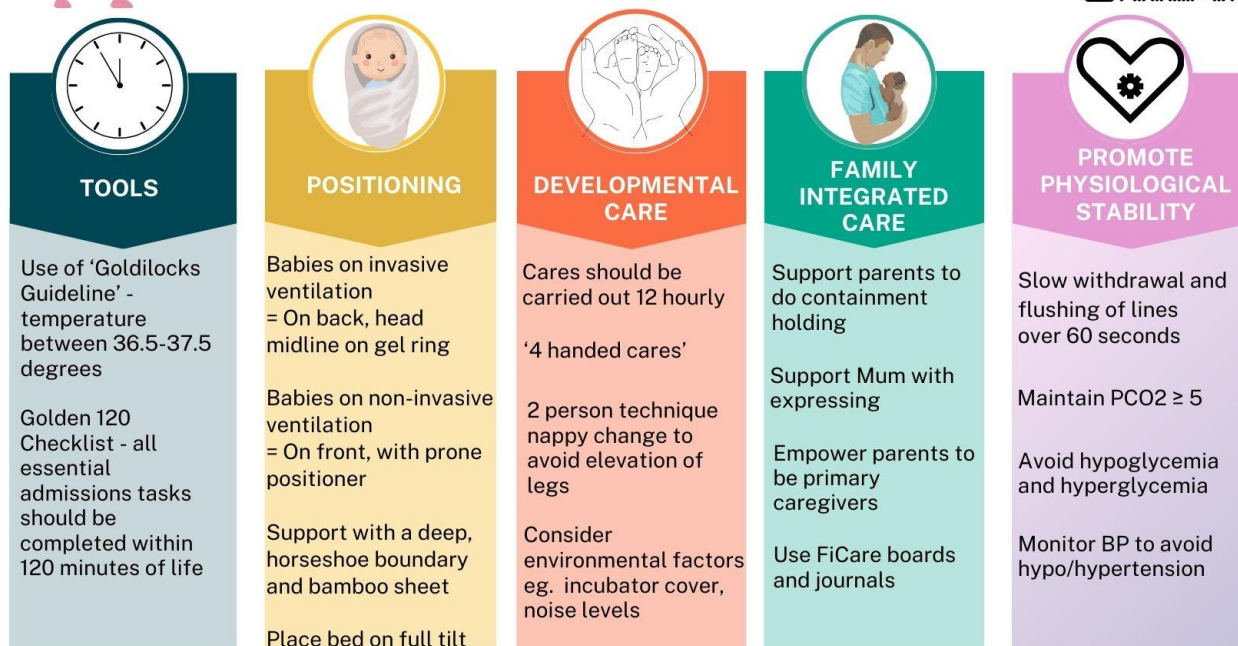 TOOLS
Use of ‘Goldilocks
Guideline’ -
temperature
between 36.5-37.5
degrees
Golden 120
Checklist - all
essential
admissions tasks
should be
completed within
120 minutes of life
POSITIONING
Babies on invasive
ventilation
= On back, head
midline on gel ring
Babies on non-invasive
ventilation
= On front, with prone
positioner
Support with a deep,
horseshoe boundary
and bamboo sheet
Place bed on full tilt
DEVELOPMENTAL
CARE
Cares should be
carried out 12 hourly
‘4 handed cares’
2 person technique
nappy change to
avoid elevation of
legs
Consider
environmental factors
eg. incubator cover,
noise levels
FAMILY
INTEGRATED
CARE
Support parents to
do containment
holding
Support Mum with
expressing
Empower parents to
be primary
caregivers
Use FiCare boards
and journals
PROMOTE
PHYSIOLOGICAL
STABILITY
Slow withdrawal and
flushing of lines
over 60 seconds
Maintain PCO2 ≥ 5
Avoid hypoglycemia
and hyperglycemia
Monitor BP to avoid
hypo/hypertension